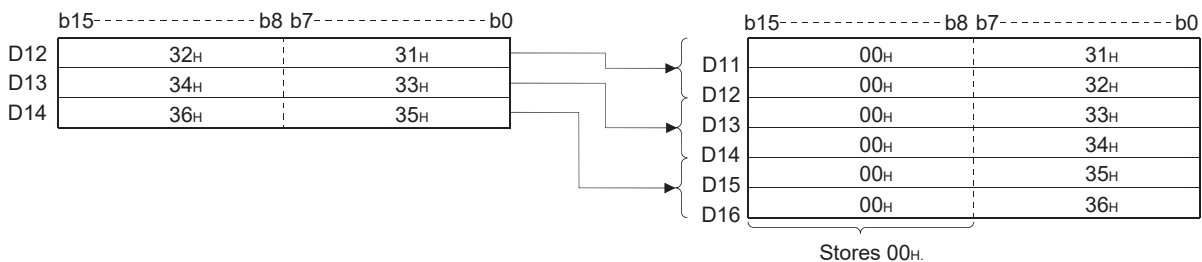 b15 b8 b7 b0
D12 32H 31H
D13 34H 33H
D14 36H 35H
b15 b8 b7 b0
D11 00H 31H
D12 00H 32H
D13 00H 33H
D14 00H 34H
D15 00H 35H
D16 00H 36H
Stores 00H.